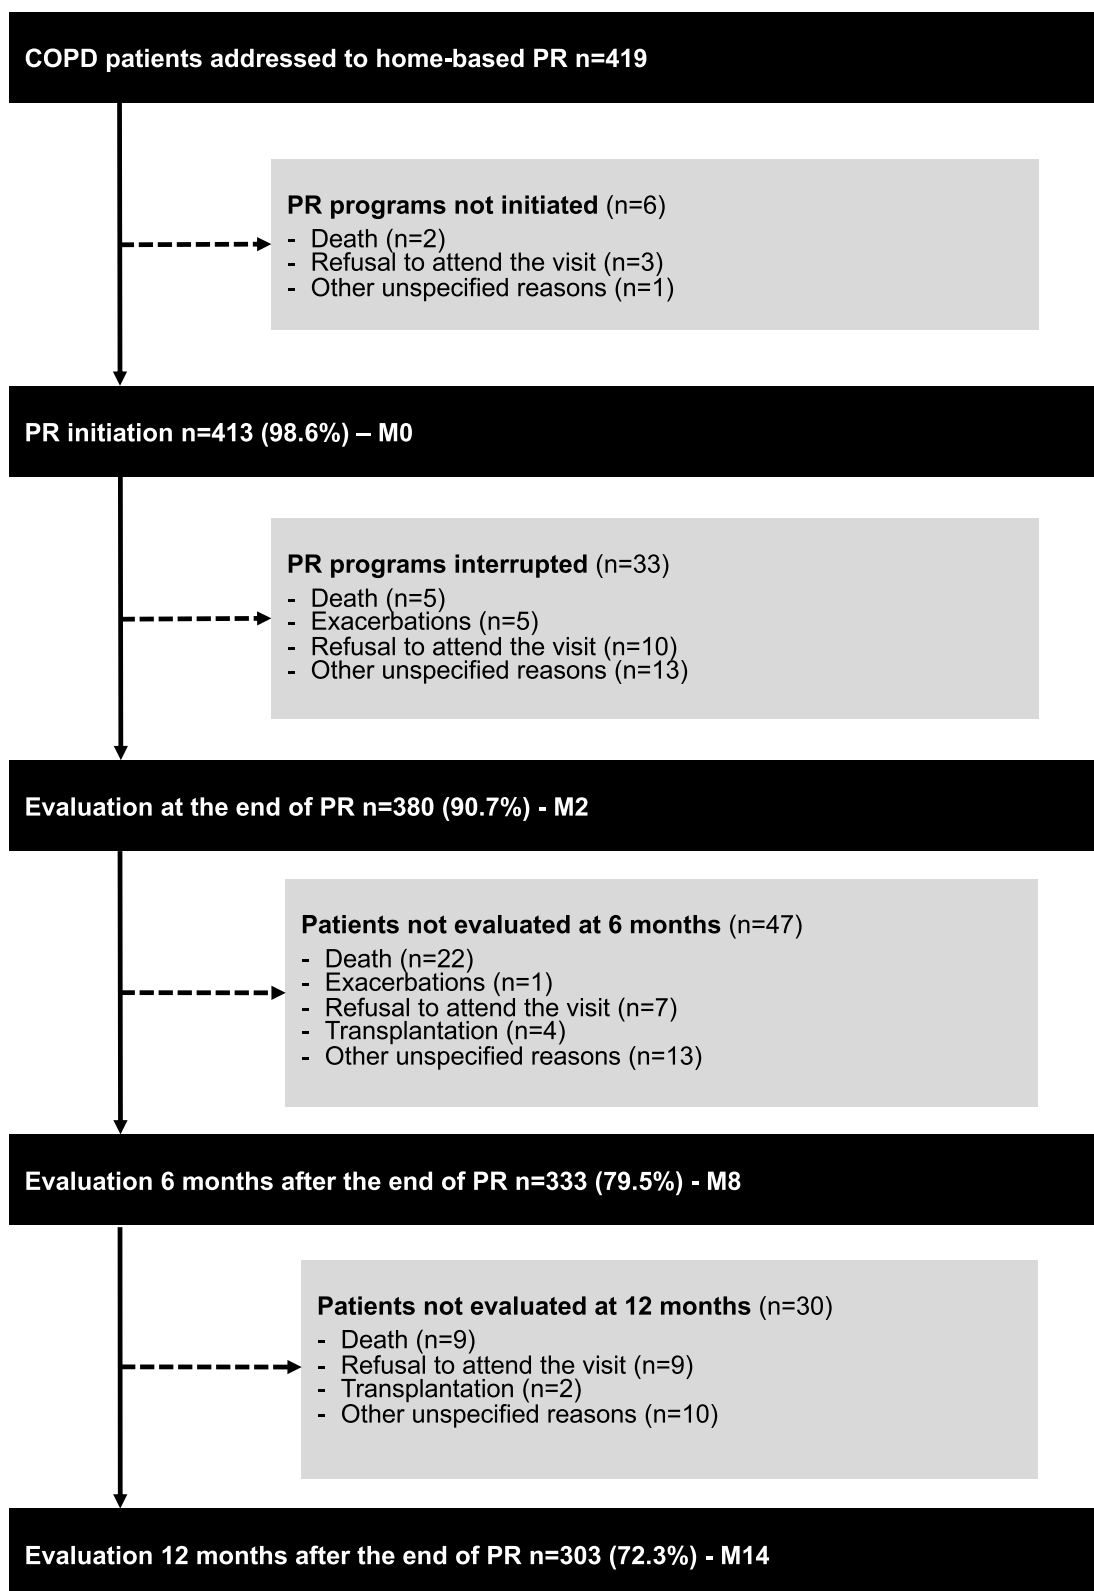 COPD patients addressed to home-based PR n=419
PR programs not initiated (n=6)
- Death (n=2)
- Refusal to attend the visit (n=3)
- Other unspecified reasons (n=1)
PR initiation n=413 (98.6%) – M0
PR programs interrupted (n=33)
- Death (n=5)
- Exacerbations (n=5)
- Refusal to attend the visit (n=10)
- Other unspecified reasons (n=13)
Evaluation at the end of PR n=380 (90.7%) - M2
Patients not evaluated at 6 months (n=47)
- Death (n=22)
- Exacerbations (n=1)
- Refusal to attend the visit (n=7)
- Transplantation (n=4)
- Other unspecified reasons (n=13)
Evaluation 6 months after the end of PR n=333 (79.5%) - M8
Patients not evaluated at 12 months (n=30)
- Death (n=9)
- Refusal to attend the visit (n=9)
- Transplantation (n=2)
- Other unspecified reasons (n=10)
Evaluation 12 months after the end of PR n=303 (72.3%) - M14